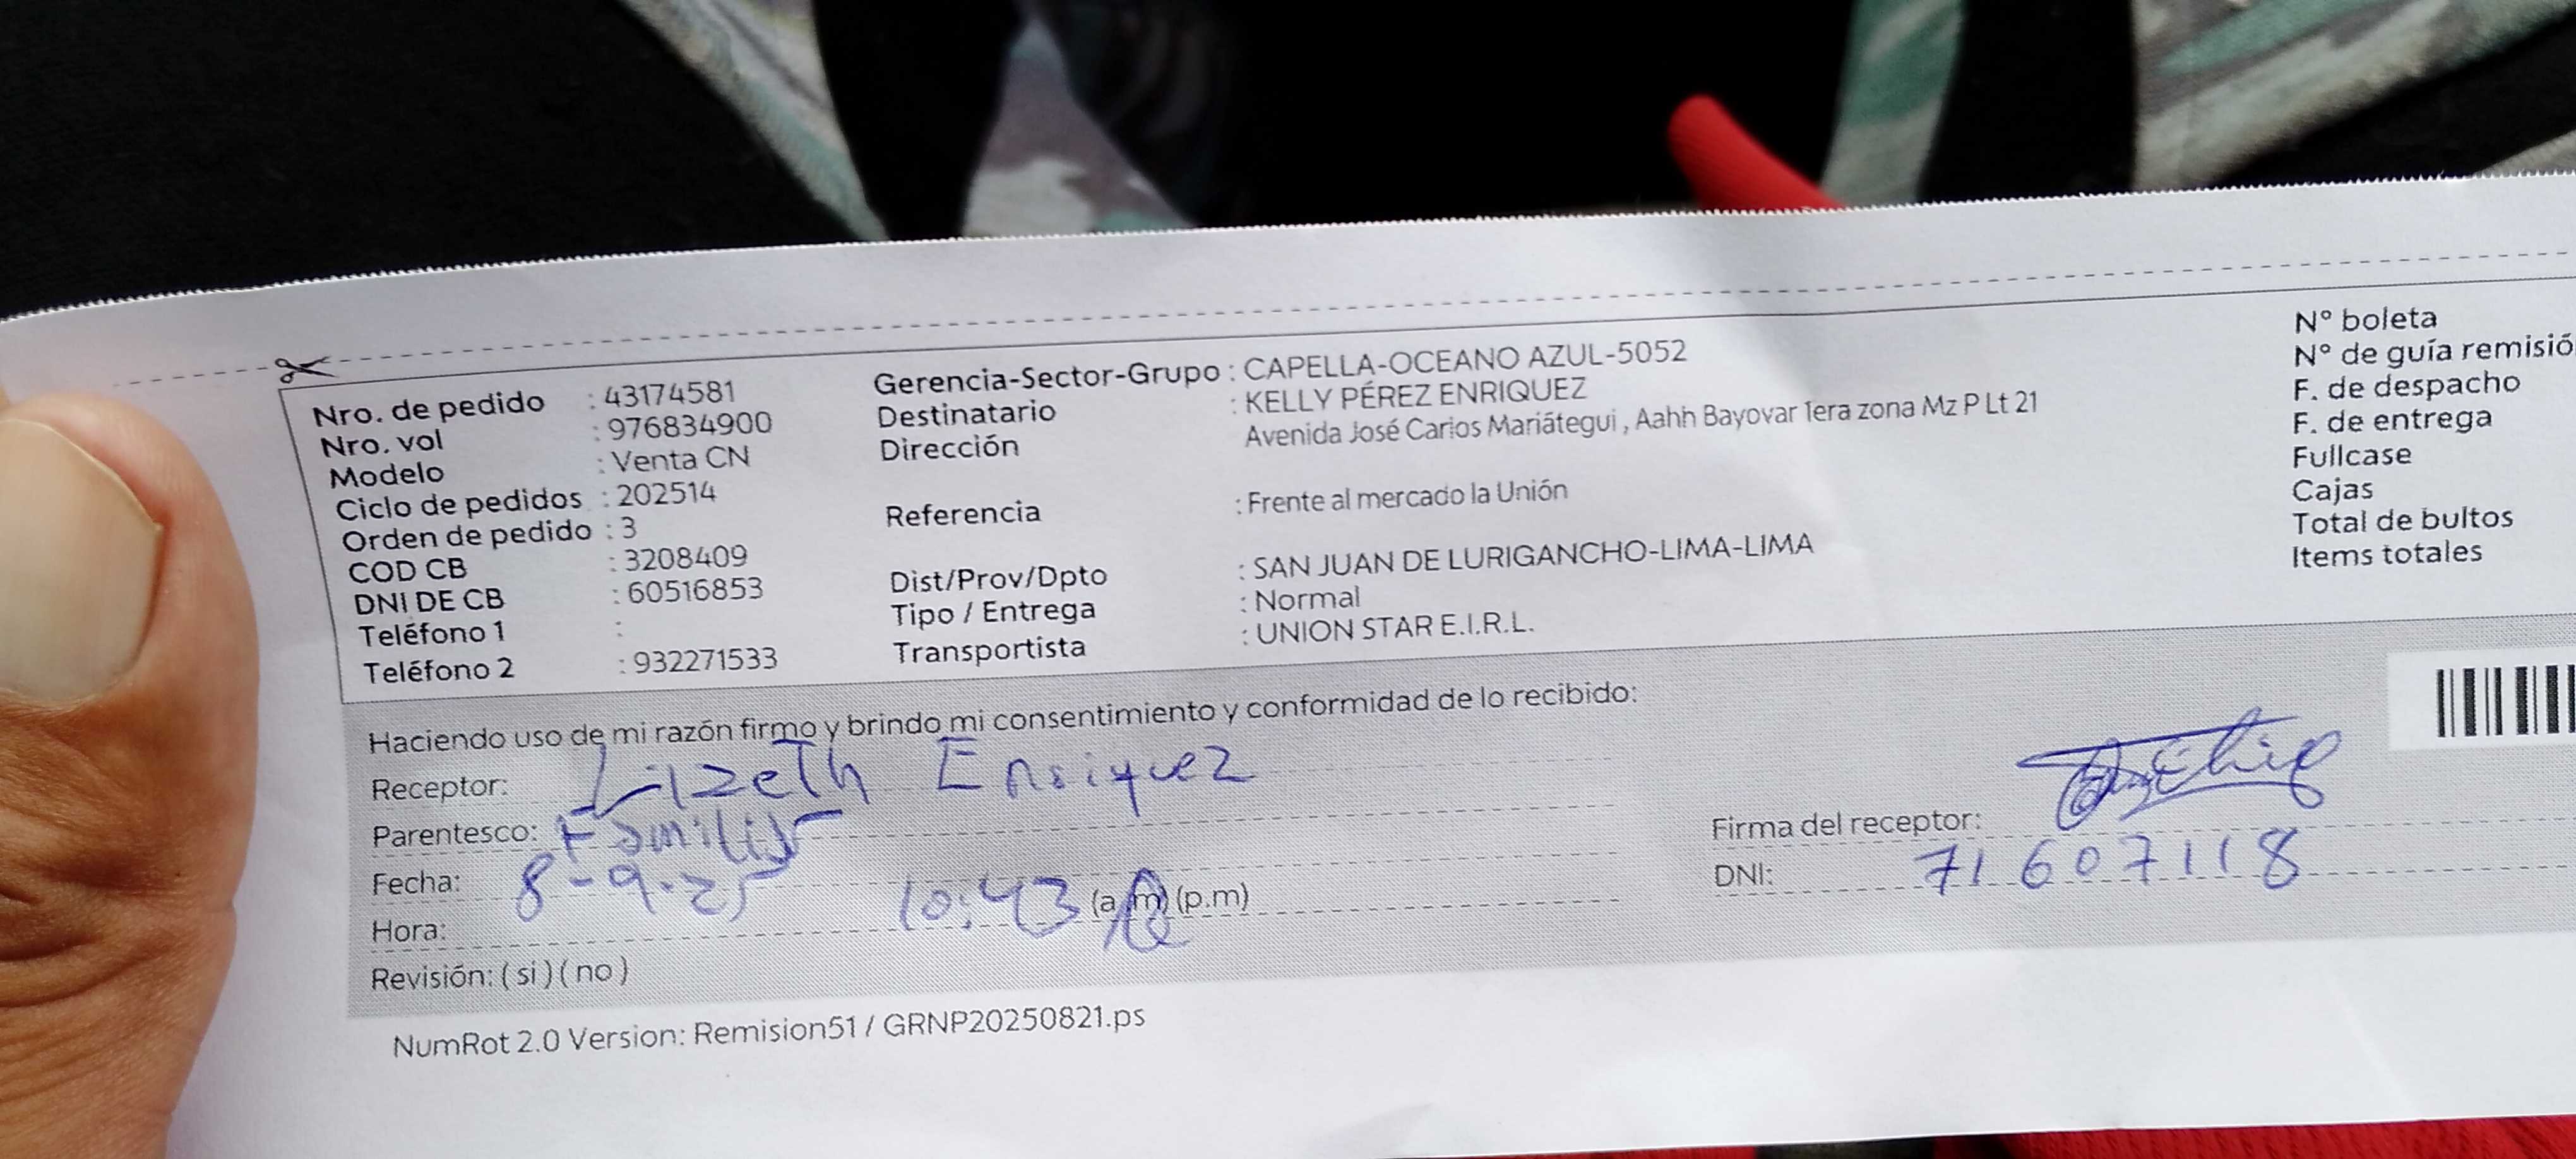 Nro. de pedido : 43174581
Nro. vol : 976834900
Modelo : Venta CN
Ciclo de pedidos : 202514
Orden de pedido : 3
COD CB : 3208409
DNI DE CB : 60516853
Teléfono 1 :
Teléfono 2 : 932271533
Gerencia-Sector-Grupo : CAPELLA-OCEANO AZUL-5052
Destinatario : KELLY PÉREZ ENRIQUEZ
Dirección Avenida José Carlos Mariátegui , Aahh Bayovar 1era zona Mz P Lt 21
Referencia : Frente al mercado la Unión
Dist/Prov/Dpto : SAN JUAN DE LURIGANCHO-LIMA-LIMA
Tipo / Entrega : Normal
Transportista : UNION STAR E.I.R.L.
N° boleta
N° de guía remisió
F. de despacho
F. de entrega
Fullcase
Cajas
Total de bultos
Items totales
Haciendo uso de mi razón firmo y brindo mi consentimiento y conformidad de lo recibido:
Receptor: Lizeth Enriquez
Parentesco: Familiar
Fecha: 8-9-25
Hora: 10:43 (a.m) (p.m)
Revisión: ( si ) ( no )
Firma del receptor:
DNI: 71607118
NumRot 2.0 Version: Remision51 / GRNP20250821.ps